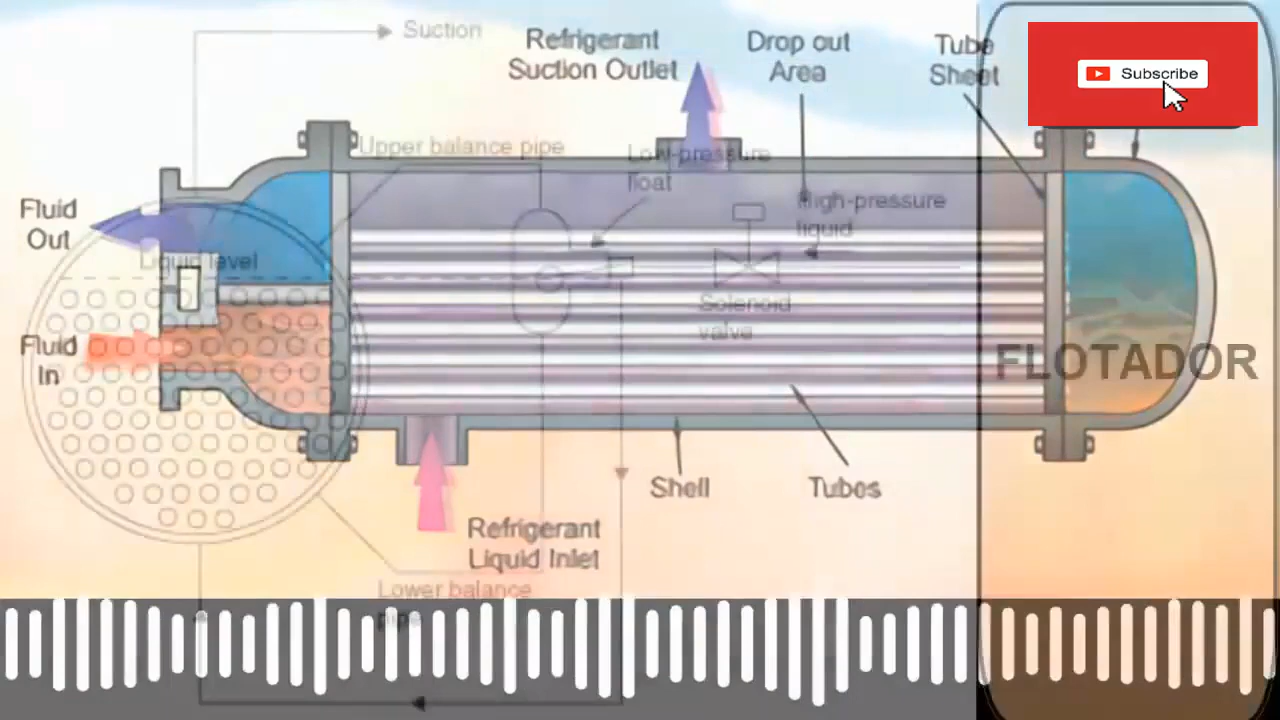 Suction
Refrigerant
Suction Outlet
Drop out
Area
Tube
Sheet
Subscribe
Upper balance pipe
Low-pressure
float
High-pressure
liquid
Fluid
Out
Liquid level
Solenoid
valve
Fluid
In
FLOTADOR
Shell
Tubes
Refrigerant
Liquid Inlet
Lower balance
pipe